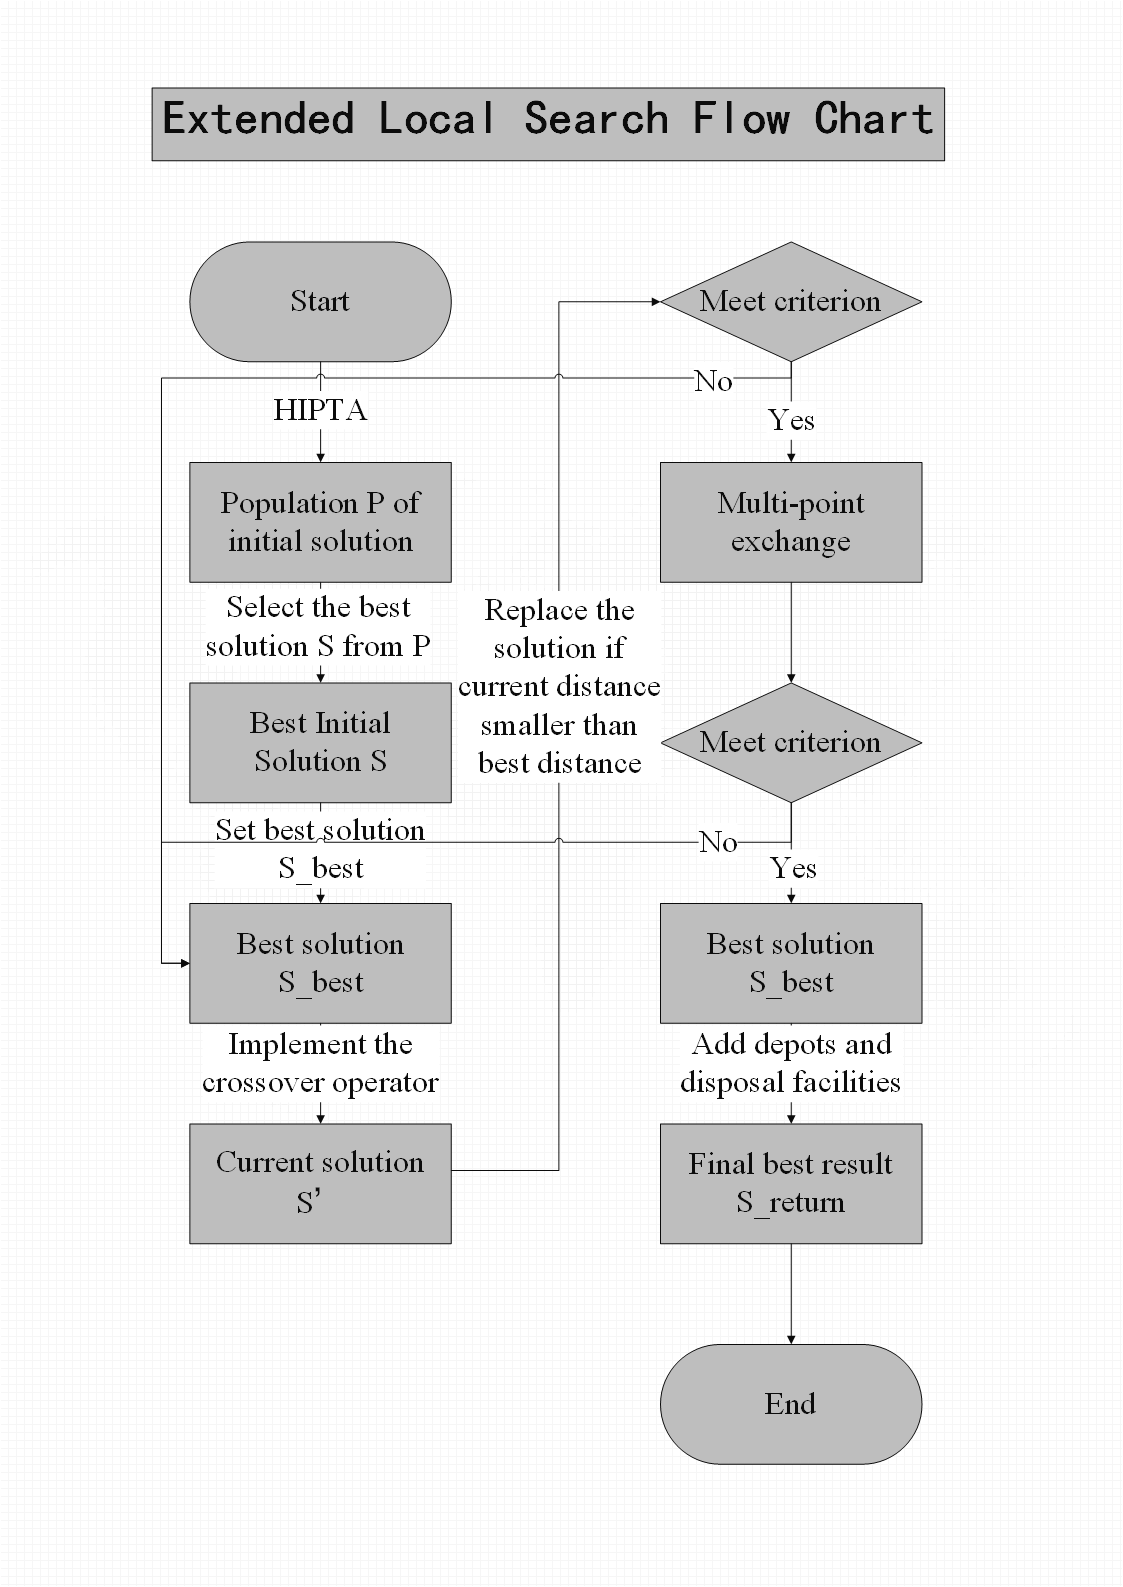 Extended Local Search Flow Chart
Start
HIPTA
Population P of
initial solution
Select the best
solution S from P
Best Initial
Solution S
Set best solution
S_best
Best solution
S_best
Implement the
crossover operator
Current solution
S’
Replace the
solution if
current distance
smaller than
best distance
Meet criterion
No
Yes
Multi-point
exchange
Meet criterion
No
Yes
Best solution
S_best
Add depots and
disposal facilities
Final best result
S_return
End